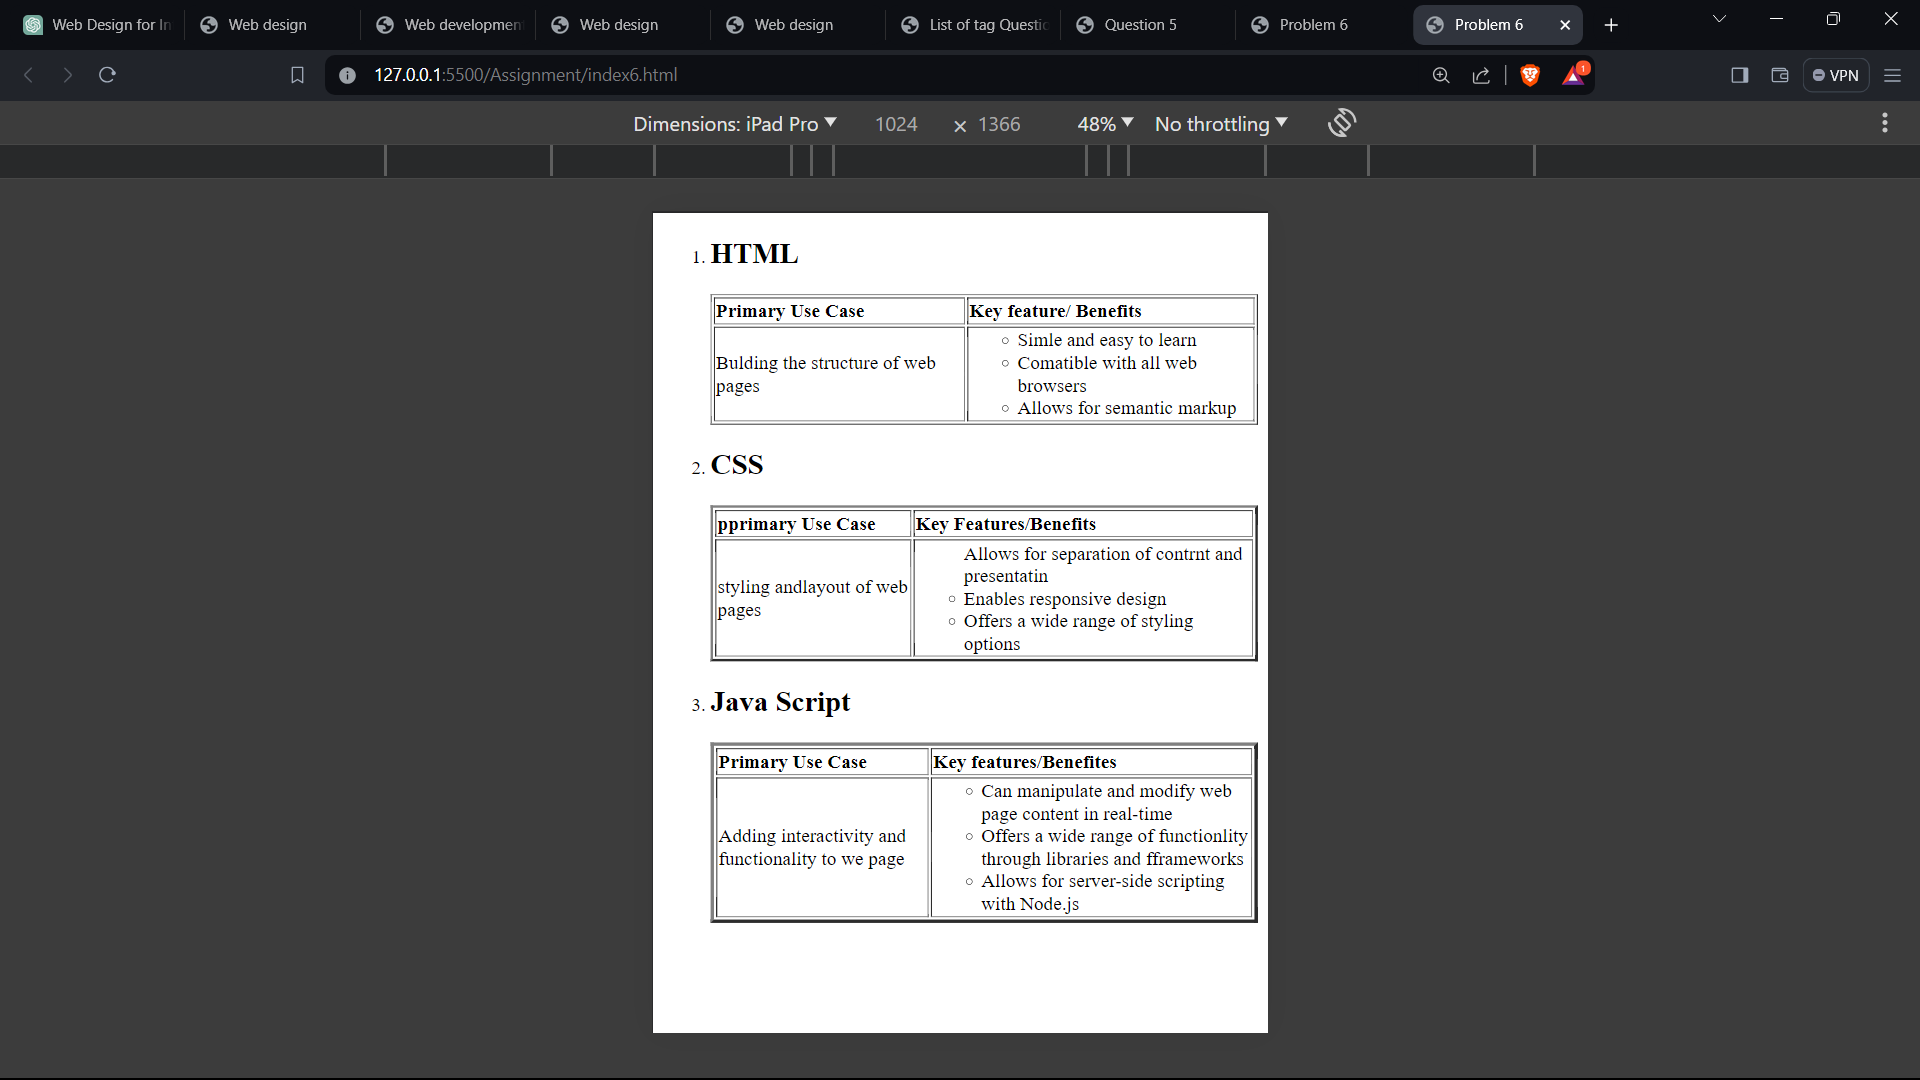 Web Design for In
Web design
Web developmen
Web design
Web design
List of tag Questio
Question 5
Problem 6
Problem 6
127.0.0.1:5500/Assignment/index6.html
1
VPN
Dimensions: iPad Pro
1024 × 1366
48%
No throttling
1. HTML
Primary Use Case
Key feature/ Benefits
Bulding the structure of web
pages
Simle and easy to learn
Comatible with all web
browsers
Allows for semantic markup
2. CSS
pprimary Use Case
Key Features/Benefits
styling andlayout of web
pages
Allows for separation of contrnt and
presentatin
Enables responsive design
Offers a wide range of styling
options
3. Java Script
Primary Use Case
Key features/Benefites
Adding interactivity and
functionality to we page
Can manipulate and modify web
page content in real-time
Offers a wide range of functionlity
through libraries and fframeworks
Allows for server-side scripting
with Node.js